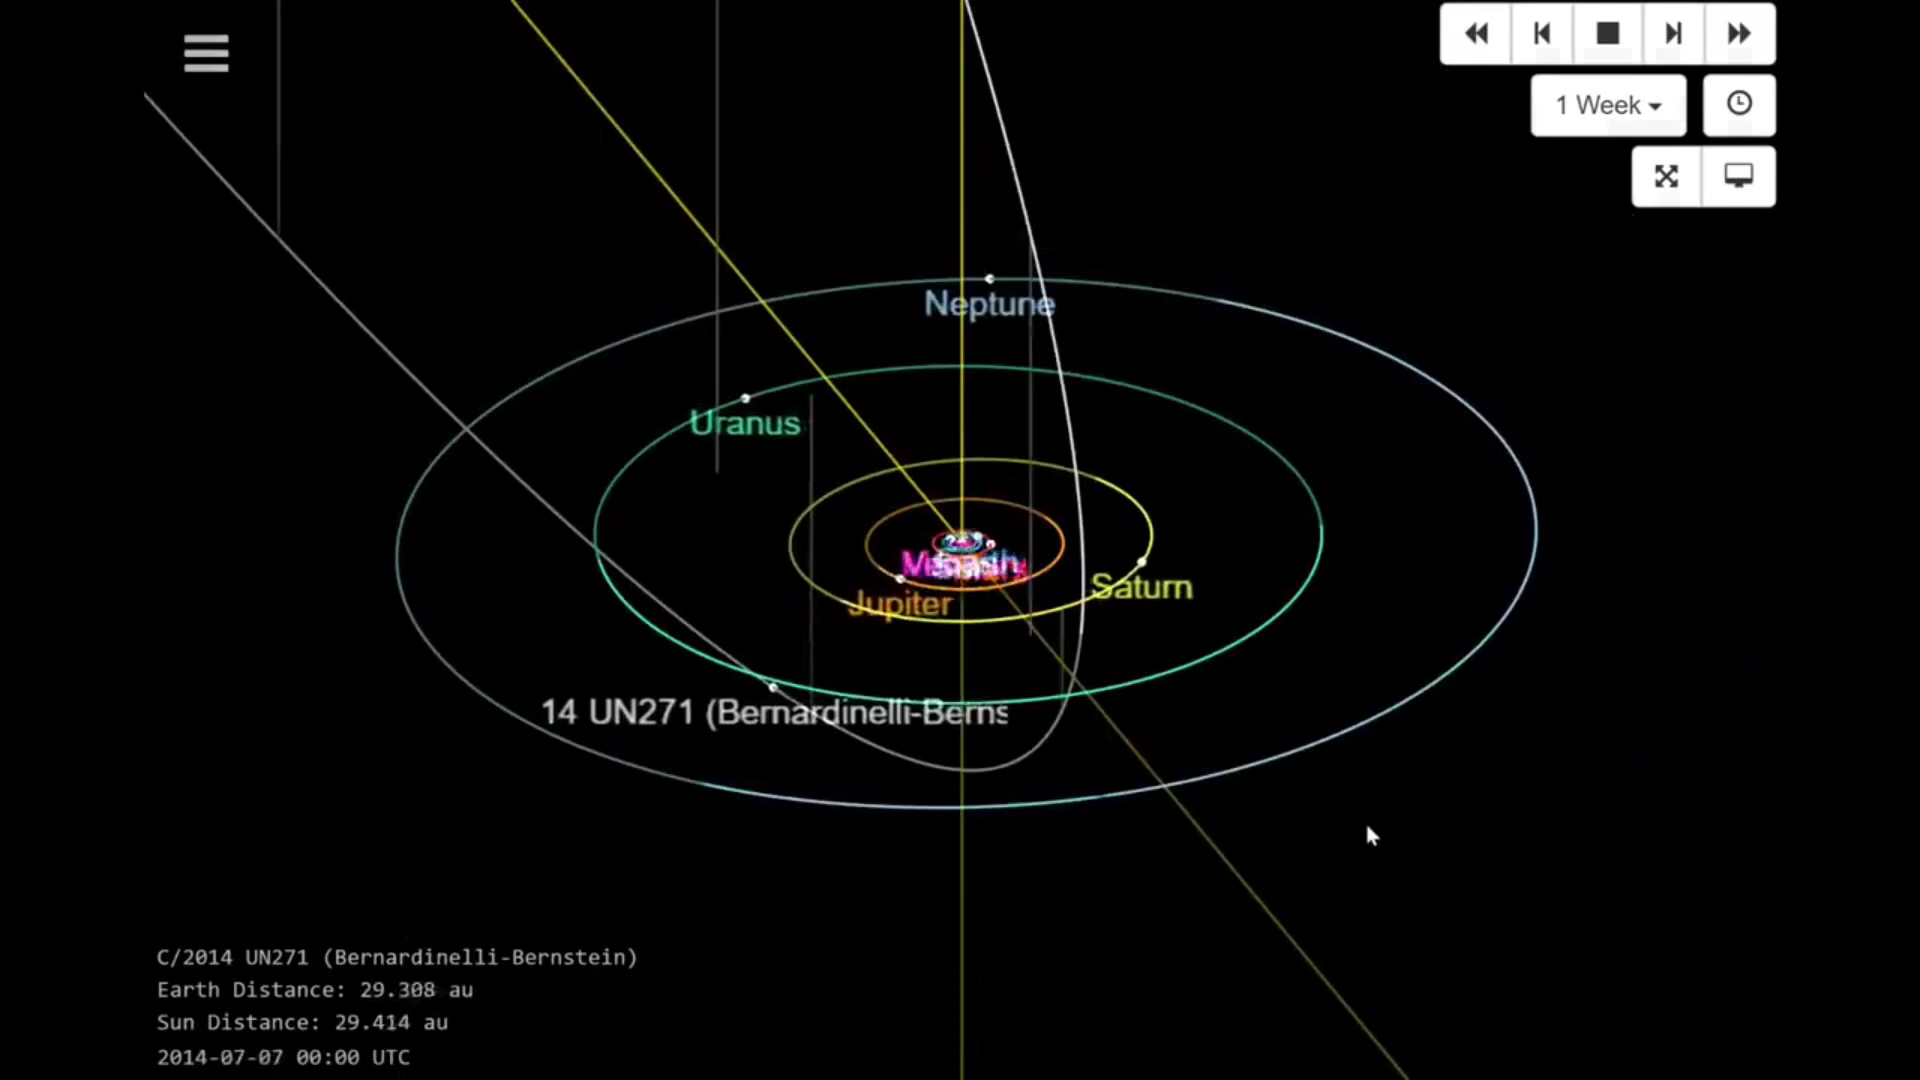 1 Week
Neptune
Uranus
Saturn
Jupiter
14 UN271 (Bernardinelli-Berns
C/2014 UN271 (Bernardinelli-Bernstein)
Earth Distance: 29.308 au
Sun Distance: 29.414 au
2014-07-07 00:00 UTC